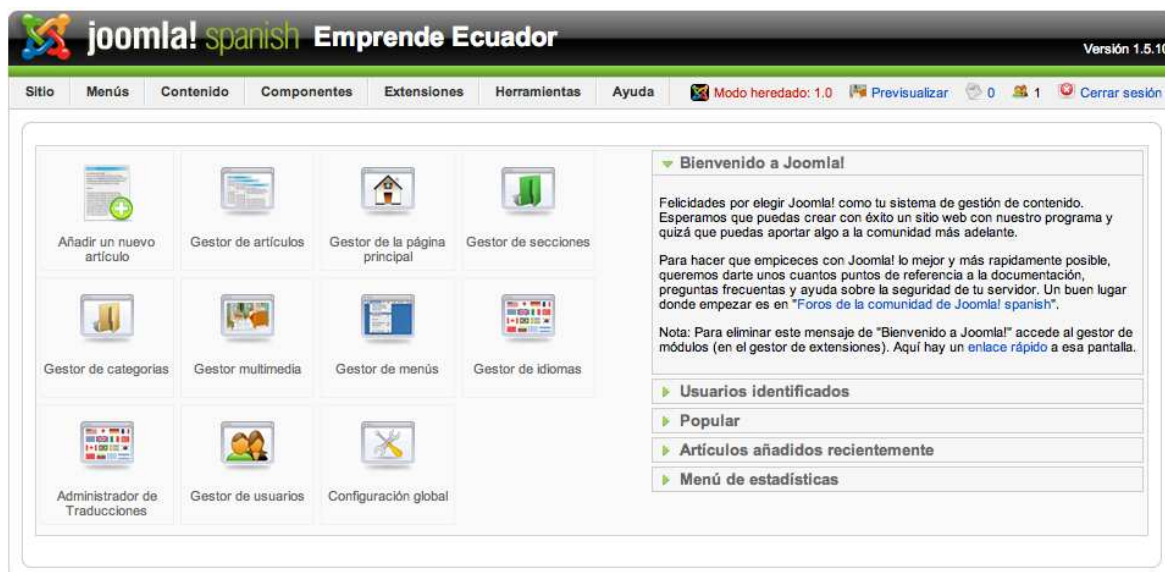 joomla! spanish Emprende Ecuador
Versión 1.5.10
Sitio Menús Contenido Componentes Extensiones Herramientas Ayuda Modo heredado: 1.0 Previsualizar 0 1 Cerrar sesión
Añadir un nuevo artículo
Gestor de artículos
Gestor de la página principal
Gestor de secciones
Gestor de categorias
Gestor multimedia
Gestor de menús
Gestor de idiomas
Administrador de Traducciones
Gestor de usuarios
Configuración global
Bienvenido a Joomla!
Felicidades por elegir Joomla! como tu sistema de gestión de contenido.
Esperamos que puedas crear con éxito un sitio web con nuestro programa y
quizá que puedas aportar algo a la comunidad más adelante.
Para hacer que empiceces con Joomla! lo mejor y más rapidamente posible,
queremos darte unos cuantos puntos de referencia a la documentación,
preguntas frecuentes y ayuda sobre la seguridad de tu servidor. Un buen lugar
donde empezar es en "Foros de la comunidad de Joomla! spanish".
Nota: Para eliminar este mensaje de "Bienvenido a Joomla!" accede al gestor de
módulos (en el gestor de extensiones). Aquí hay un enlace rápido a esa pantalla.
Usuarios identificados
Popular
Artículos añadidos recientemente
Menú de estadísticas